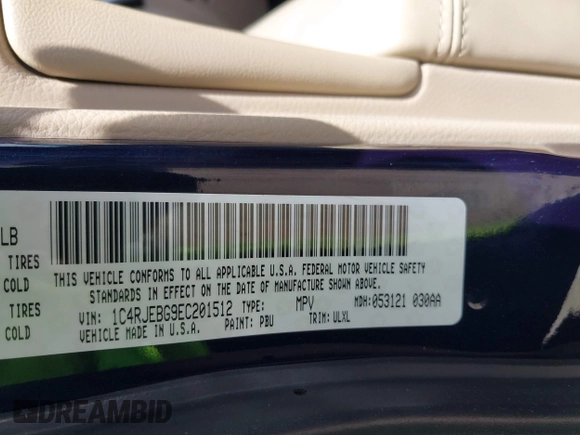 LB
TIRES
COLD
TIRES
COLD
THIS VEHICLE CONFORMS TO ALL APPLICABLE U.S.A. FEDERAL MOTOR VEHICLE SAFETY
STANDARDS IN EFFECT ON THE DATE OF MANUFACTURE SHOWN ABOVE.
VIN: 1C4RJEBG9EC201512 TYPE: MPV MDH:053121 030AA
VEHICLE MADE IN U.S.A. PAINT: PBU TRIM: ULXL
DREAMBID